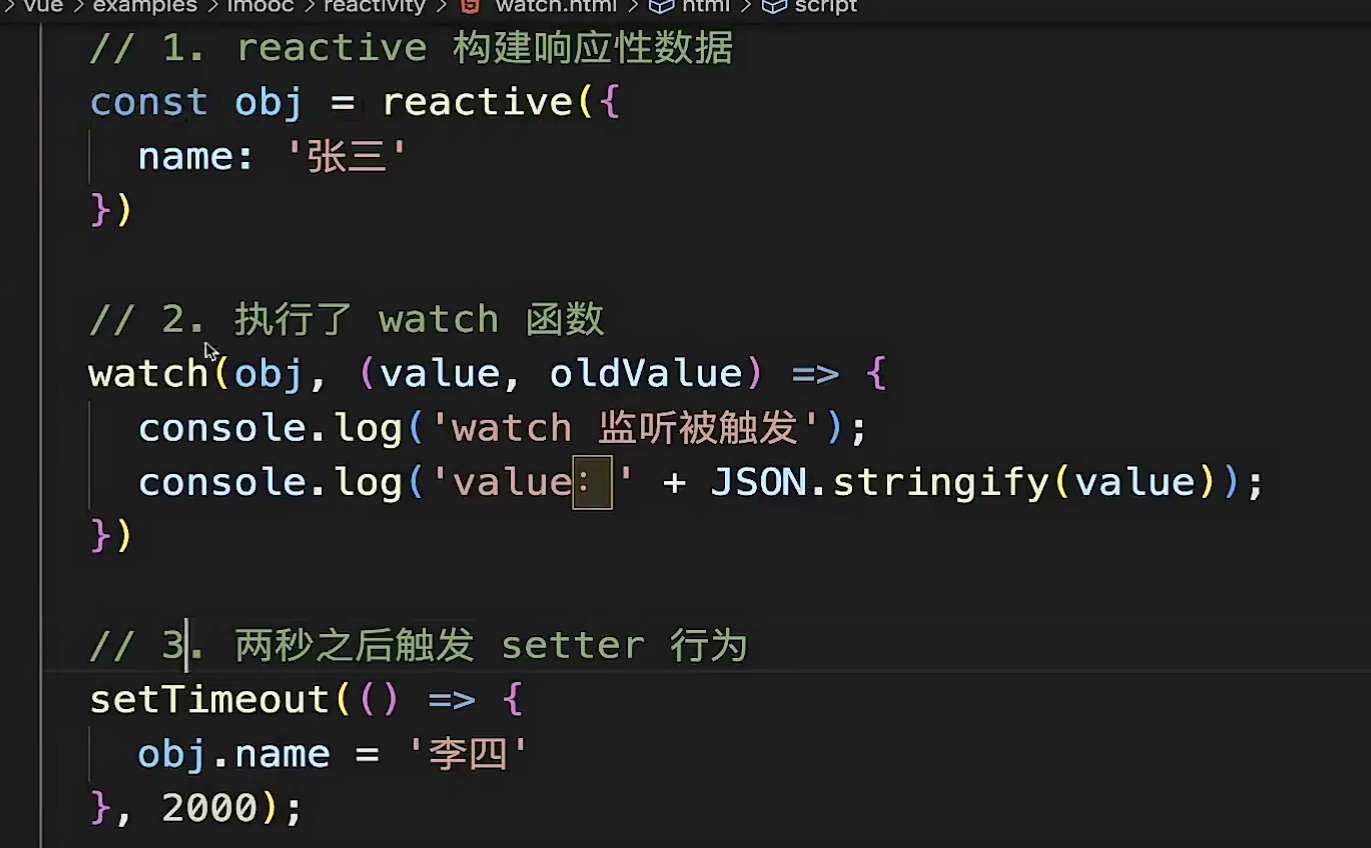 > vue > examples > imooc > reactivity > watch.html > html > script
// 1. reactive 构建响应性数据
const obj = reactive({
  name: '张三'
})
// 2. 执行了 watch 函数
watch(obj, (value, oldValue) => {
  console.log('watch 监听被触发');
  console.log('value：' + JSON.stringify(value));
})
// 3. 两秒之后触发 setter 行为
setTimeout(() => {
  obj.name = '李四'
}, 2000);